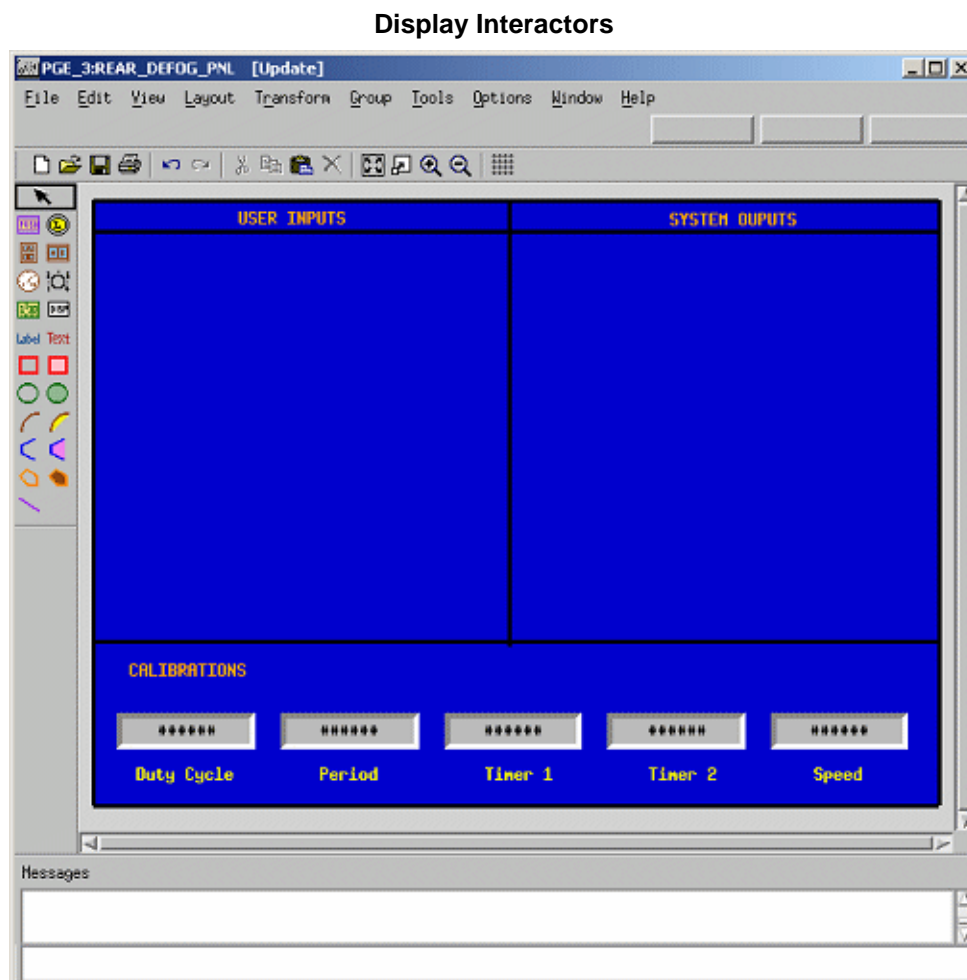 Display Interactors
PGE_3:REAR_DEFOG_PNL [Update]
File Edit View Layout Transform Group Tools Options Window Help
Label Text
USER INPUTS SYSTEM OUPUTS
CALIBRATIONS
###### ###### ###### ###### ######
Duty Cycle Period Timer 1 Timer 2 Speed
Messages